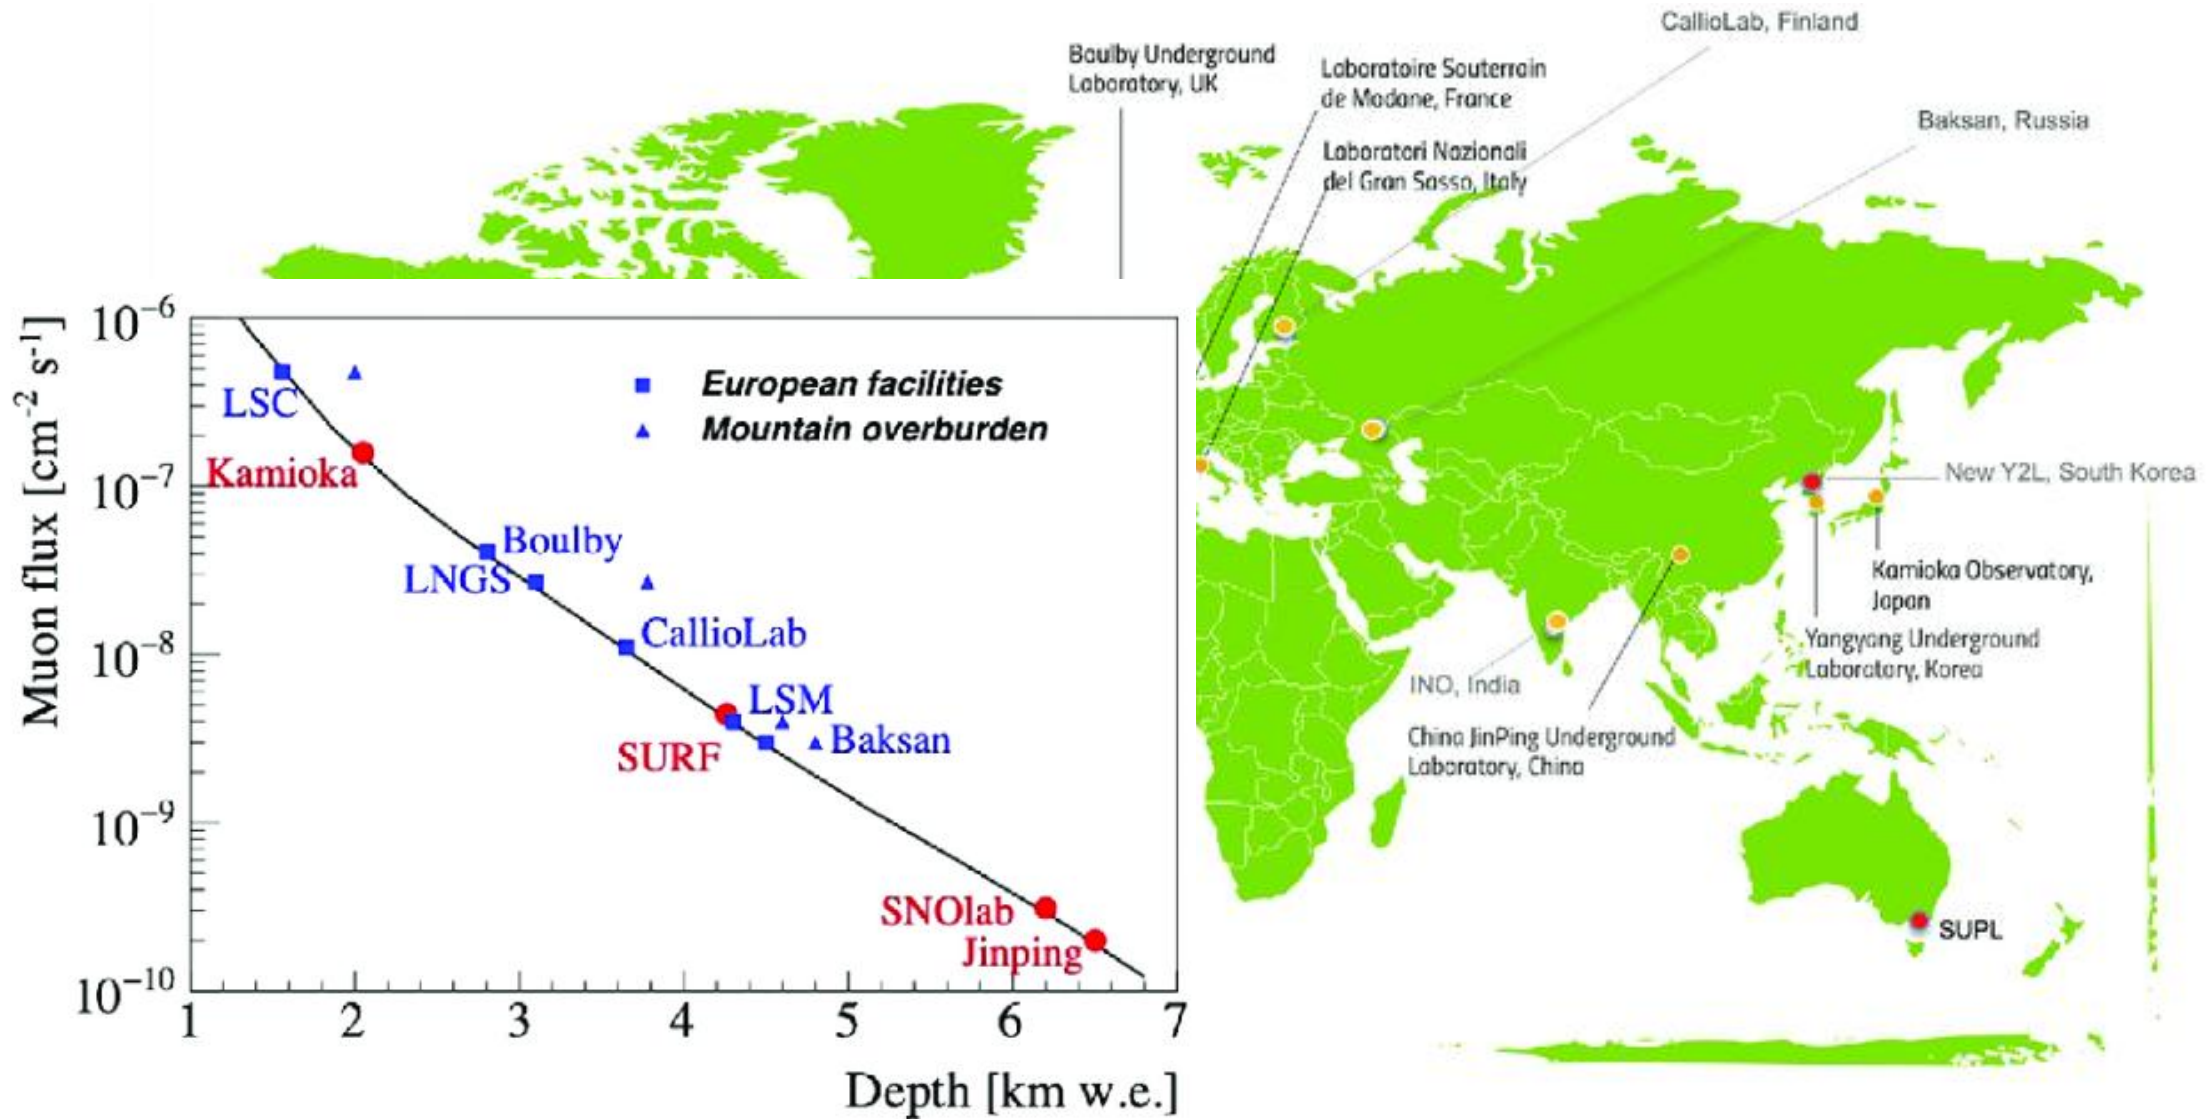 CallioLab, Finland
Boulby Underground
Laboratory, UK
Laboratoire Souterrain
de Modane, France
Baksan, Russia
Laboratori Nazionali
del Gran Sasso, Italy
Muon flux [cm⁻² s⁻¹]
10⁻⁶
10⁻⁷
10⁻⁸
10⁻⁹
10⁻¹⁰
European facilities
Mountain overburden
LSC
Kamioka
Boulby
LNGS
CallioLab
LSM
SURF
Baksan
SNOlab
Jinping
1 2 3 4 5 6 7
Depth [km w.e.]
New Y2L, South Korea
Kamioka Observatory,
Japan
Yangyang Underground
Laboratory, Korea
INO, India
China JinPing Underground
Laboratory, China
SUPL